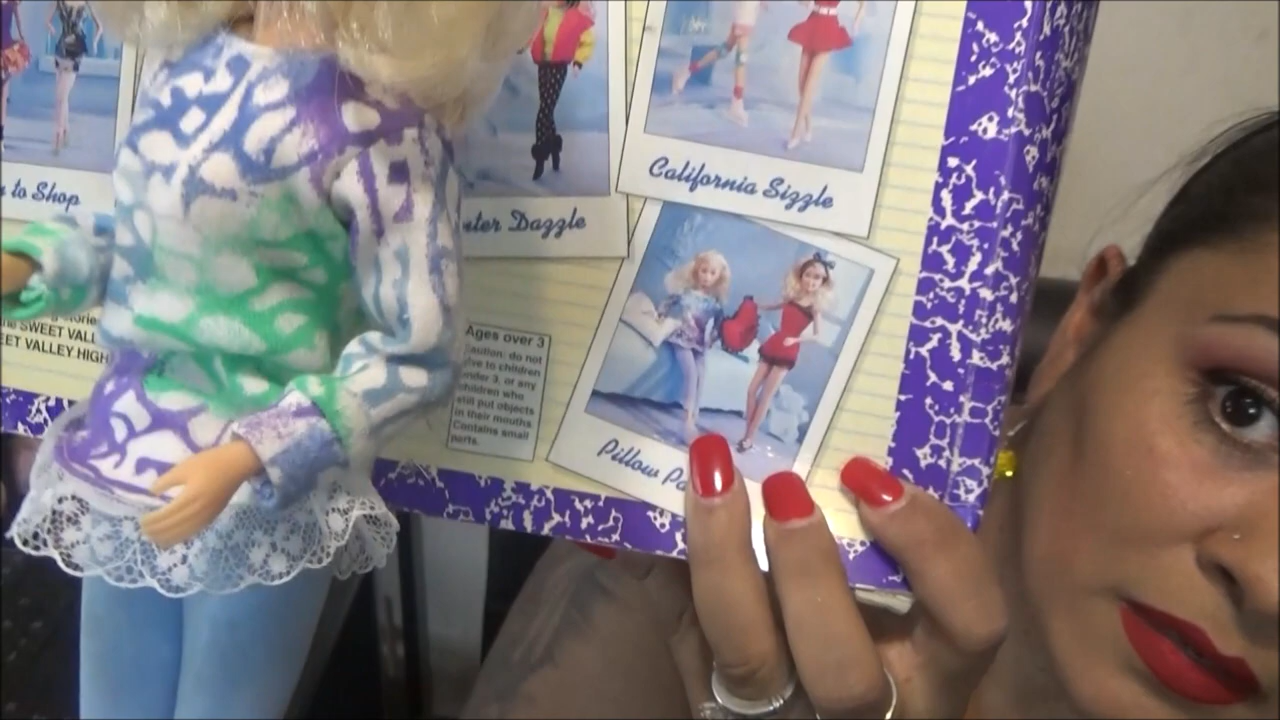 to Shop
nter Dazzle
California Sizzle
SWEET VALL
EET VALLEY HIGH
Ages over 3
Caution: do not
give to children
under 3, or any
children who
still put objects
in their mouths.
Contains small
parts.
Pillow Pa